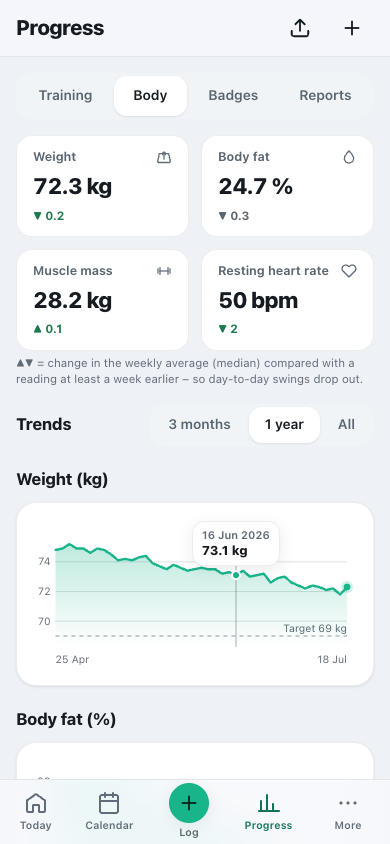 Progress
Training
Body
Badges
Reports
Weight
72.3 kg
▼ 0.2
Body fat
24.7 %
▼ 0.3
Muscle mass
28.2 kg
▲ 0.1
Resting heart rate
50 bpm
▼ 2
▲▼ = change in the weekly average (median) compared with a
reading at least a week earlier – so day-to-day swings drop out.
Trends
3 months
1 year
All
Weight (kg)
16 Jun 2026
73.1 kg
74
72
70
Target 69 kg
25 Apr
18 Jul
Body fat (%)
Today
Calendar
Log
Progress
More